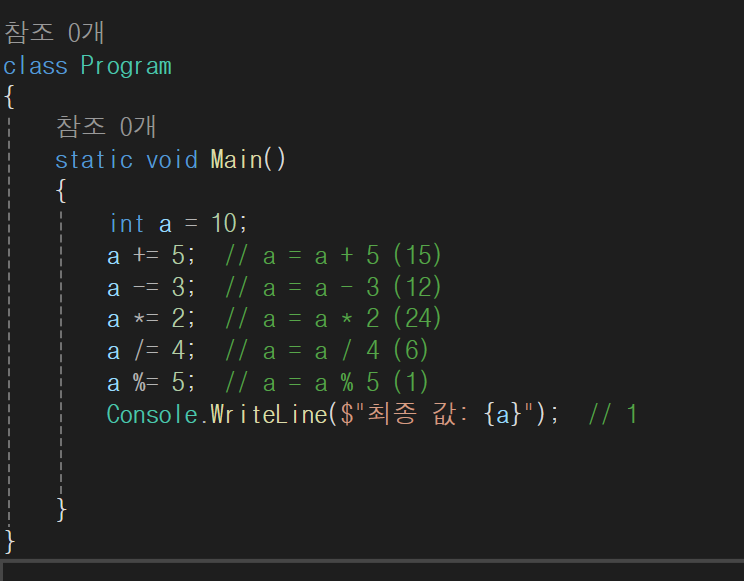 참조 0개
class Program
{
참조 0개
static void Main()
{
int a = 10;
a += 5;  // a = a + 5 (15)
a -= 3;  // a = a - 3 (12)
a *= 2;  // a = a * 2 (24)
a /= 4;  // a = a / 4 (6)
a %= 5;  // a = a % 5 (1)
Console.WriteLine($"최종 값: {a}");  // 1
}
}